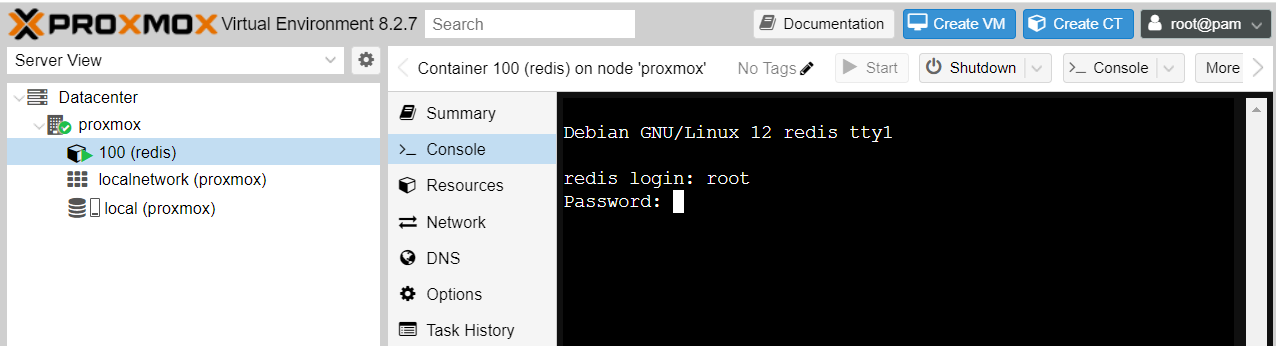 PROXMOX Virtual Environment 8.2.7 Search Documentation Create VM Create CT root@pam
Server View
Container 100 (redis) on node 'proxmox' No Tags Start Shutdown >_ Console More
Datacenter
proxmox
100 (redis)
localnetwork (proxmox)
local (proxmox)
Summary
>_ Console
Resources
Network
DNS
Options
Task History
Debian GNU/Linux 12 redis tty1
redis login: root
Password: